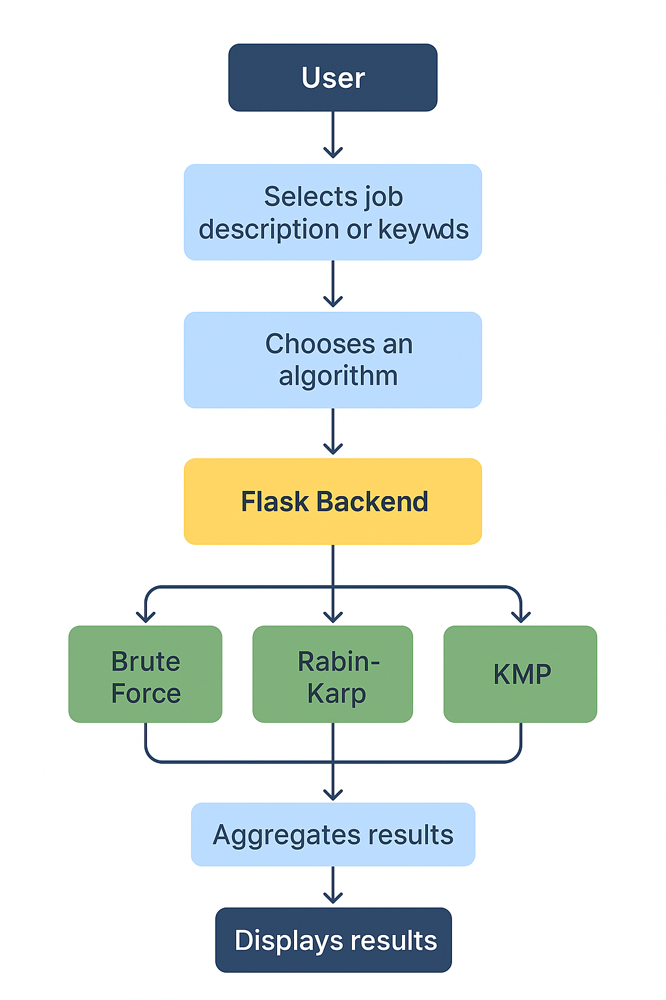 User
Selects job
description or keywds
Chooses an
algorithm
Flask Backend
Brute
Force
Rabin-
Karp
KMP
Aggregates results
Displays results